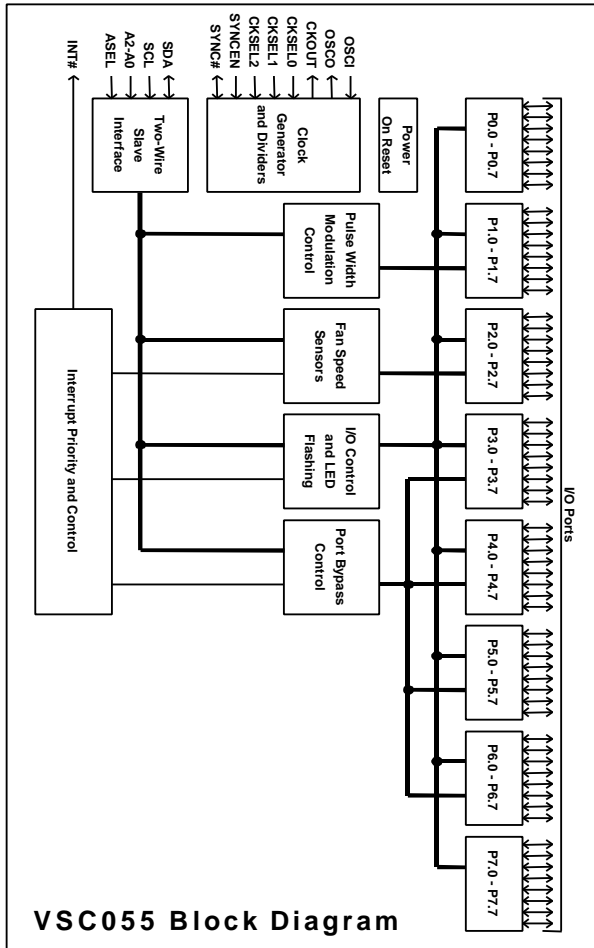 INT#
ASEL
A2-A0
SCL
SDA
SYNC#
SYNCEN
CKSEL2
CKSEL1
CKSEL0
CKOUT
OSCO
OSCI
Two-Wire
Slave
Interface
Clock
Generator
and Dividers
Power
On Reset
Pulse Width
Modulation
Control
Fan Speed
Sensors
I/O Control
and LED
Flashing
Port Bypass
Control
Interrupt Priority and Control
P0.0 - P0.7
P1.0 - P1.7
P2.0 - P2.7
P3.0 - P3.7
P4.0 - P4.7
P5.0 - P5.7
P6.0 - P6.7
P7.0 - P7.7
I/O Ports
VSC055 Block Diagram